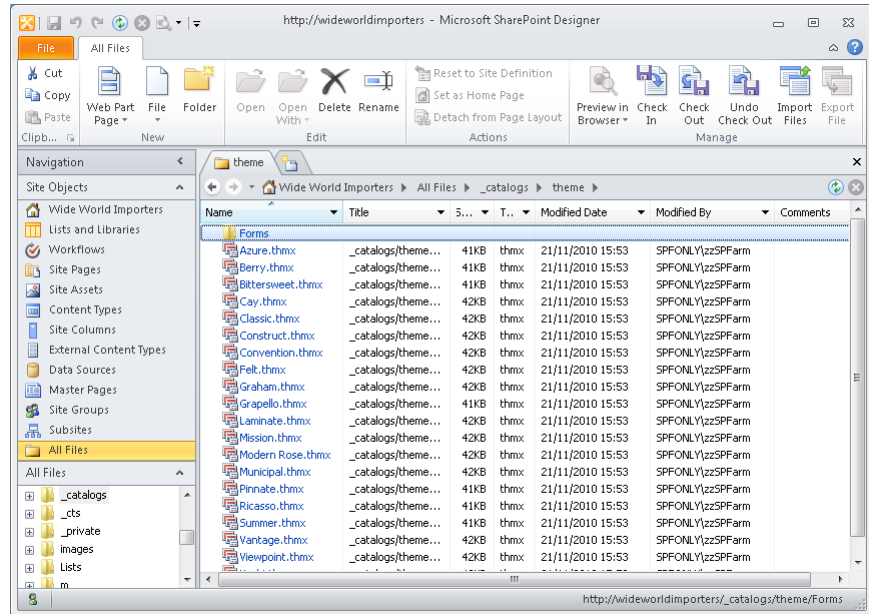 http://wideworldimporters - Microsoft SharePoint Designer
File All Files
Cut
Copy
Paste
Clipb...
Web Part Page
File
Folder
New
Open
Open With
Delete
Rename
Edit
Reset to Site Definition
Set as Home Page
Detach from Page Layout
Actions
Preview in Browser
Check In
Check Out
Undo Check Out
Import Files
Export File
Manage
Navigation
theme
Site Objects
Wide World Importers All Files _catalogs theme
Wide World Importers
Lists and Libraries
Workflows
Site Pages
Site Assets
Content Types
Site Columns
External Content Types
Data Sources
Master Pages
Site Groups
Subsites
All Files
All Files
_catalogs
_cts
_private
images
Lists
m
Name Title S... T.. Modified Date Modified By Comments
Forms
Azure.thmx _catalogs/theme... 41KB thmx 21/11/2010 15:53 SPFONLY\zzSPFarm
Berry.thmx _catalogs/theme... 41KB thmx 21/11/2010 15:53 SPFONLY\zzSPFarm
Bittersweet.thmx _catalogs/theme... 41KB thmx 21/11/2010 15:53 SPFONLY\zzSPFarm
Cay.thmx _catalogs/theme... 42KB thmx 21/11/2010 15:53 SPFONLY\zzSPFarm
Classic.thmx _catalogs/theme... 42KB thmx 21/11/2010 15:53 SPFONLY\zzSPFarm
Construct.thmx _catalogs/theme... 42KB thmx 21/11/2010 15:53 SPFONLY\zzSPFarm
Convention.thmx _catalogs/theme... 42KB thmx 21/11/2010 15:53 SPFONLY\zzSPFarm
Felt.thmx _catalogs/theme... 42KB thmx 21/11/2010 15:53 SPFONLY\zzSPFarm
Graham.thmx _catalogs/theme... 42KB thmx 21/11/2010 15:53 SPFONLY\zzSPFarm
Grapello.thmx _catalogs/theme... 41KB thmx 21/11/2010 15:53 SPFONLY\zzSPFarm
Laminate.thmx _catalogs/theme... 42KB thmx 21/11/2010 15:53 SPFONLY\zzSPFarm
Mission.thmx _catalogs/theme... 42KB thmx 21/11/2010 15:53 SPFONLY\zzSPFarm
Modern Rose.thmx _catalogs/theme... 42KB thmx 21/11/2010 15:53 SPFONLY\zzSPFarm
Municipal.thmx _catalogs/theme... 42KB thmx 21/11/2010 15:53 SPFONLY\zzSPFarm
Pinnate.thmx _catalogs/theme... 41KB thmx 21/11/2010 15:53 SPFONLY\zzSPFarm
Ricasso.thmx _catalogs/theme... 41KB thmx 21/11/2010 15:53 SPFONLY\zzSPFarm
Summer.thmx _catalogs/theme... 41KB thmx 21/11/2010 15:53 SPFONLY\zzSPFarm
Vantage.thmx _catalogs/theme... 42KB thmx 21/11/2010 15:53 SPFONLY\zzSPFarm
Viewpoint.thmx _catalogs/theme... 42KB thmx 21/11/2010 15:53 SPFONLY\zzSPFarm
http://wideworldimporters/_catalogs/theme/Forms